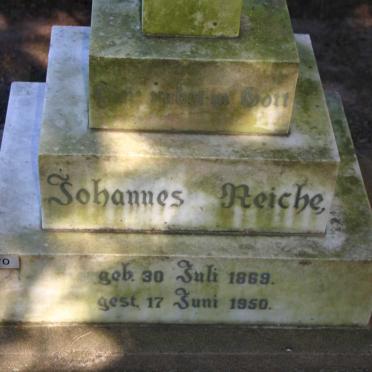 Gott
Johannes Reiche,
geb. 30 Juli 1869.
gest. 17 Juni 1950.